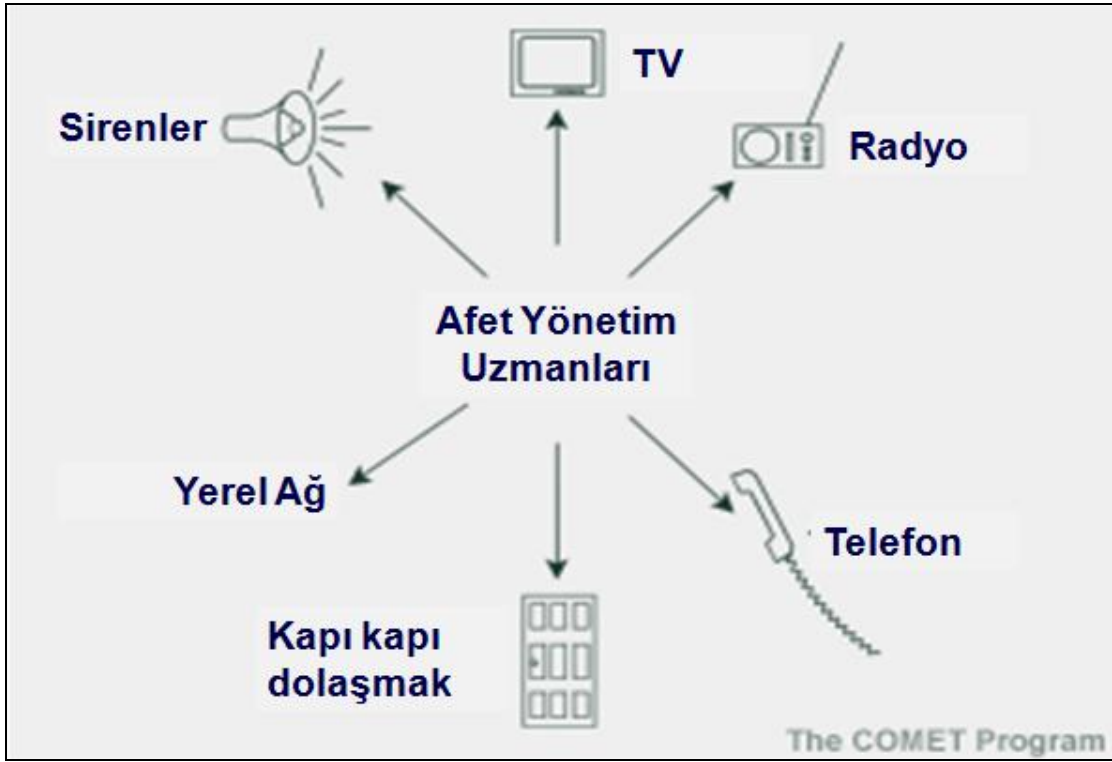 TV
Sirenler
Radyo
Afet Yönetim
Uzmanları
Yerel Ağ
Telefon
Kapı kapı
dolaşmak
The COMET Program